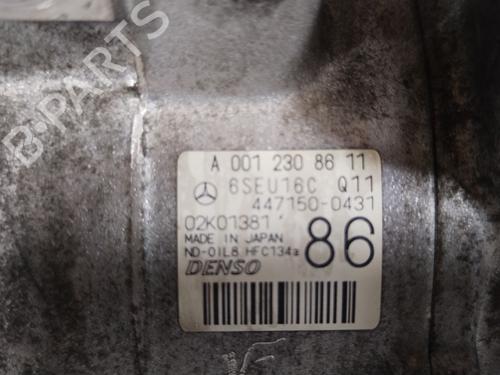 B-PARTS
A 001 230 86 11
6SEU16C Q11
447150-0431
02K01381
86
MADE IN JAPAN
ND-OIL8 HFC134a
DENSO